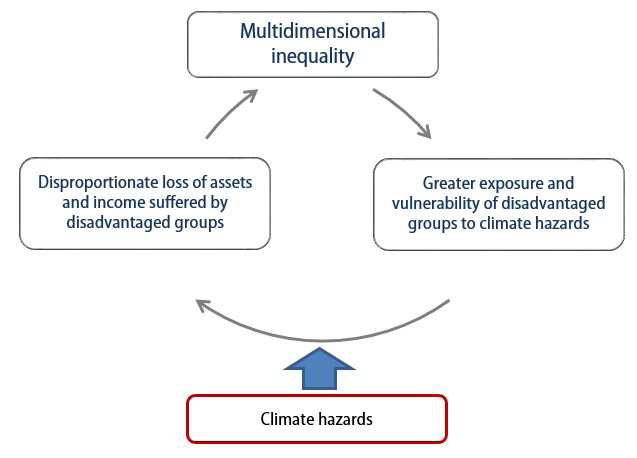 Multidimensional
inequality
Disproportionate loss of assets
and income suffered by
disadvantaged groups
Greater exposure and
vulnerability of disadvantaged
groups to climate hazards
Climate hazards